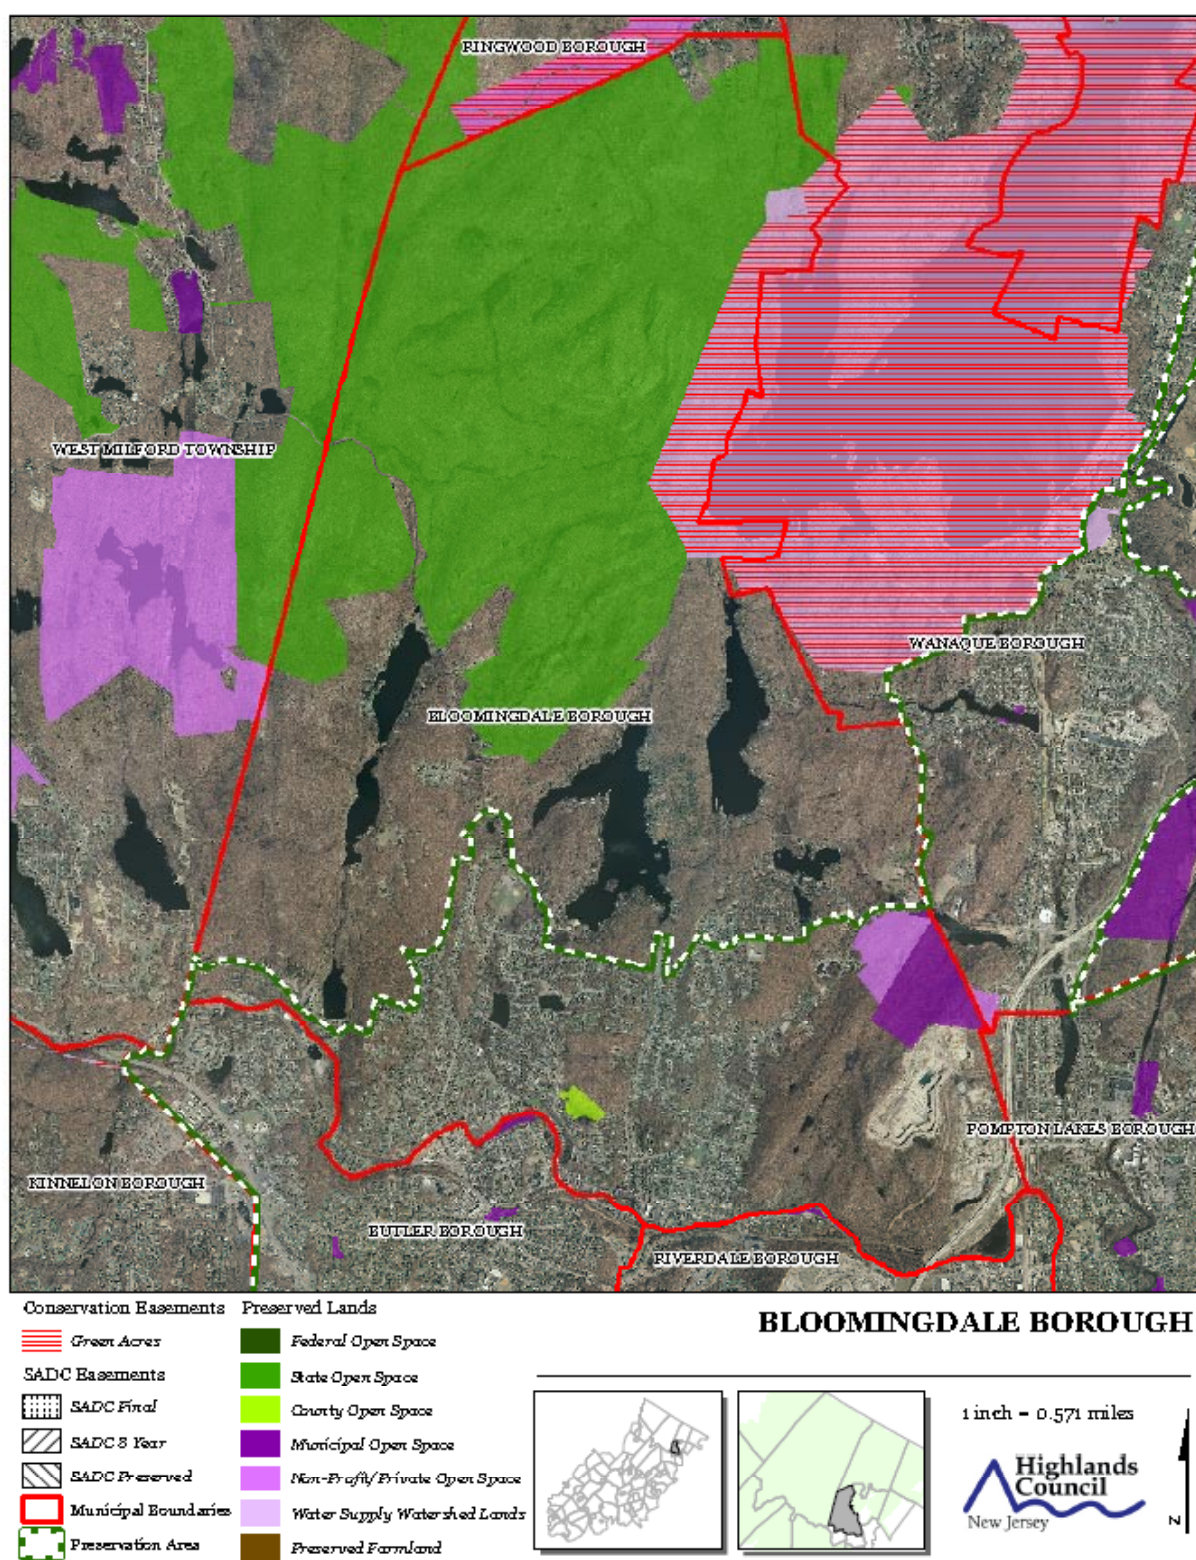 RINGWOOD BOROUGH
WEST MILFORD TOWNSHIP
WANAQUE BOROUGH
BLOOMINGDALE BOROUGH
POMPTON LAKES BOROUGH
KINNELON BOROUGH
BUTLER BOROUGH
RIVERDALE BOROUGH
Conservation Easements
Green Acres
SADC Easements
SADC Final
SADC 8 Year
SADC Preserved
Municipal Boundaries
Preservation Area
Preserved Lands
Federal Open Space
State Open Space
County Open Space
Municipal Open Space
Non-Profit/Private Open Space
Water Supply Watershed Lands
Preserved Farmland
BLOOMINGDALE BOROUGH
1 inch = 0.571 miles
Highlands
Council
New Jersey
N